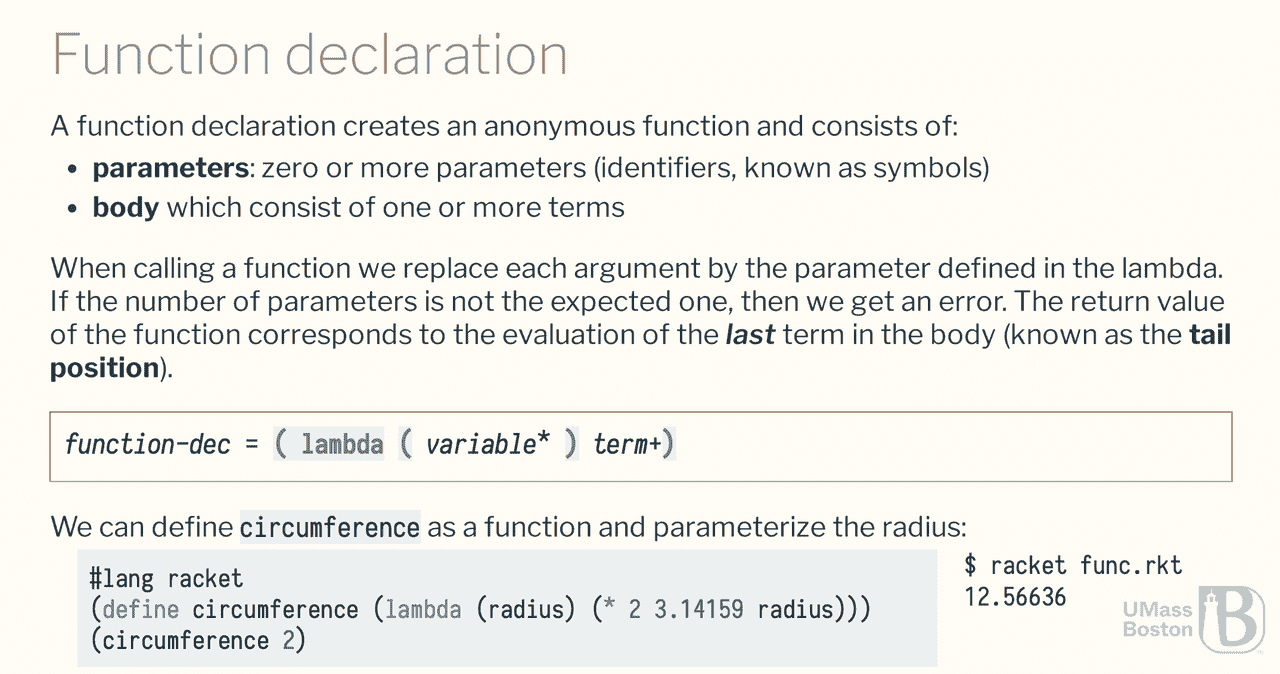 Function declaration
A function declaration creates an anonymous function and consists of:
• parameters: zero or more parameters (identifiers, known as symbols)
• body which consist of one or more terms
When calling a function we replace each argument by the parameter defined in the lambda.
If the number of parameters is not the expected one, then we get an error. The return value
of the function corresponds to the evaluation of the last term in the body (known as the tail
position).
function-dec = ( lambda ( variable* ) term+)
We can define circumference as a function and parameterize the radius:
#lang racket
(define circumference (lambda (radius) (* 2 3.14159 radius)))
(circumference 2)
$ racket func.rkt
12.56636
UMass
Boston
B